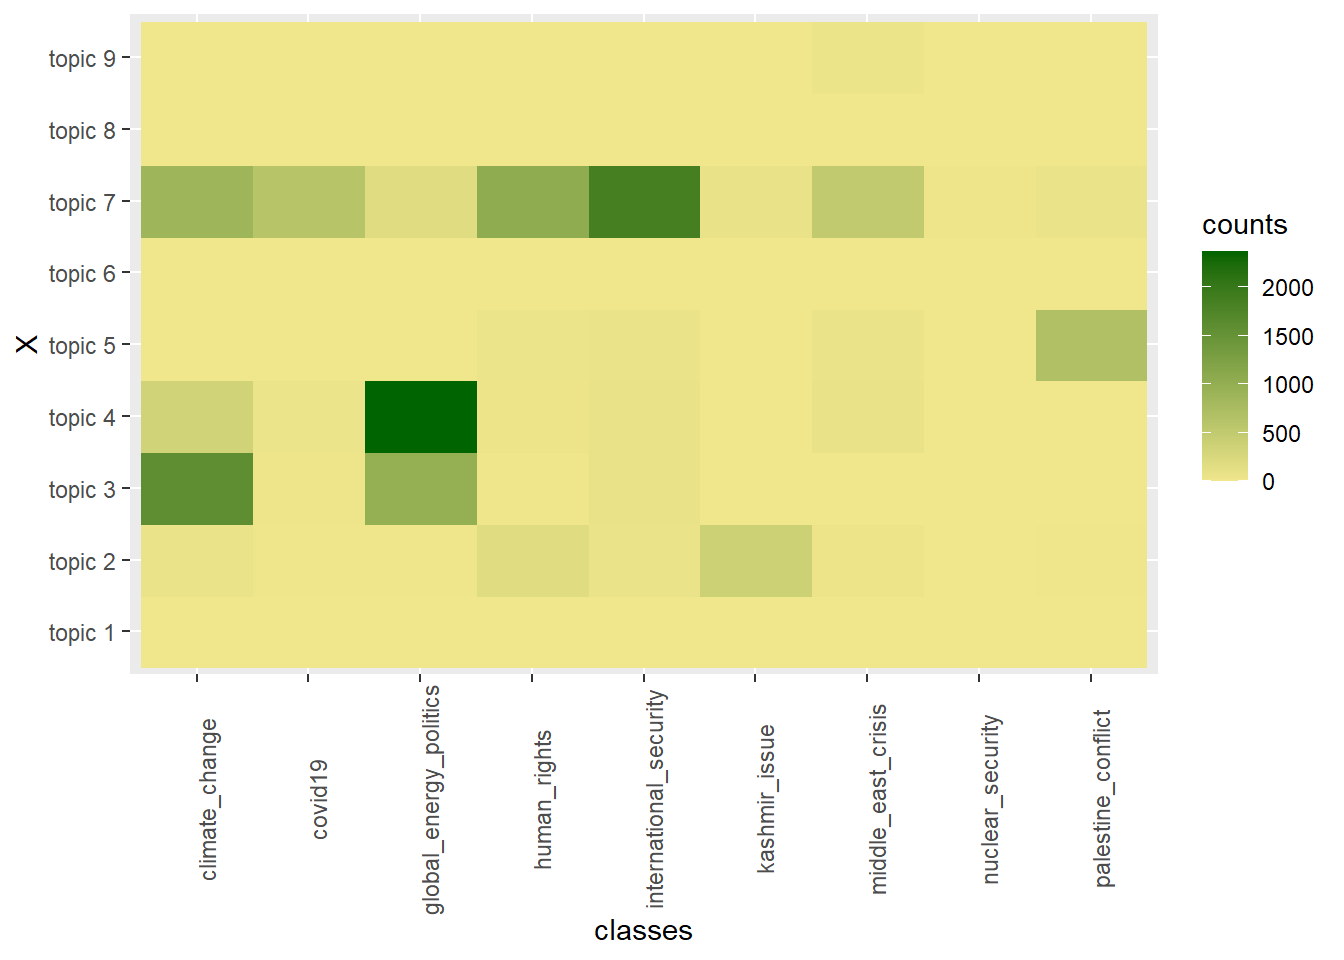 topic 9
topic 8
topic 7
topic 6
topic 5
topic 4
topic 3
topic 2
topic 1
X
climate_change
covid19
global_energy_politics
human_rights
international_security
kashmir_issue
middle_east_crisis
nuclear_security
palestine_conflict
classes
counts
2000
1500
1000
500
0